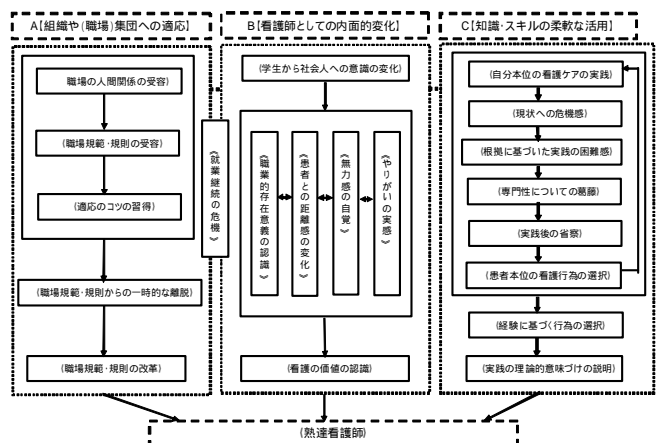 A【組織や(職場)集団への適応】
職場の人間関係の受容)
(職場規範･規則の受容)
(適応のコツの習得)
(職場規範･規則からの一時的な離脱)
(職場規範･規則の改革)
《就業継続の危機》
B【看護師としての内面的変化】
(学生から社会人への意識の変化)
《職業的存在意義の認識》
《患者との距離感の変化》
《無力感の自覚》
《やりがいの実感》
(看護の価値の認識)
C【知識･スキルの柔軟な活用】
(自分本位の看護ケアの実践)
(現状への危機感)
(根拠に基づいた実践の困難感)
(専門性についての葛藤)
(実践後の省察)
(患者本位の看護行為の選択)
(経験に基づく行為の選択)
(実践の理論的意味づけの説明)
(熟達看護師)